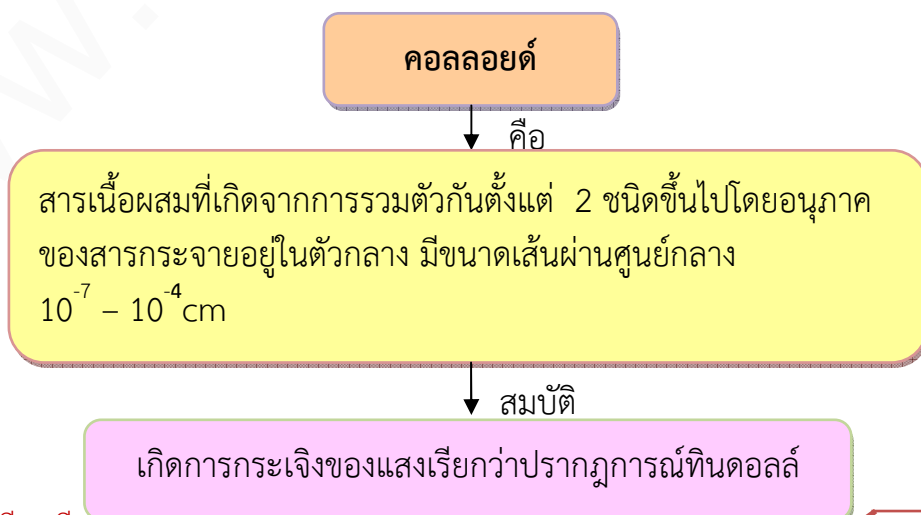 คอลลอยด์
คือ
สารเนื้อผสมที่เกิดจากการรวมตัวกันตั้งแต่ 2 ชนิดขึ้นไปโดยอนุภาค
ของสารกระจายอยู่ในตัวกลาง มีขนาดเส้นผ่านศูนย์กลาง
10⁻⁷ – 10⁻⁴cm
สมบัติ
เกิดการกระเจิงของแสงเรียกว่าปรากฎการณ์ทินดอลล์